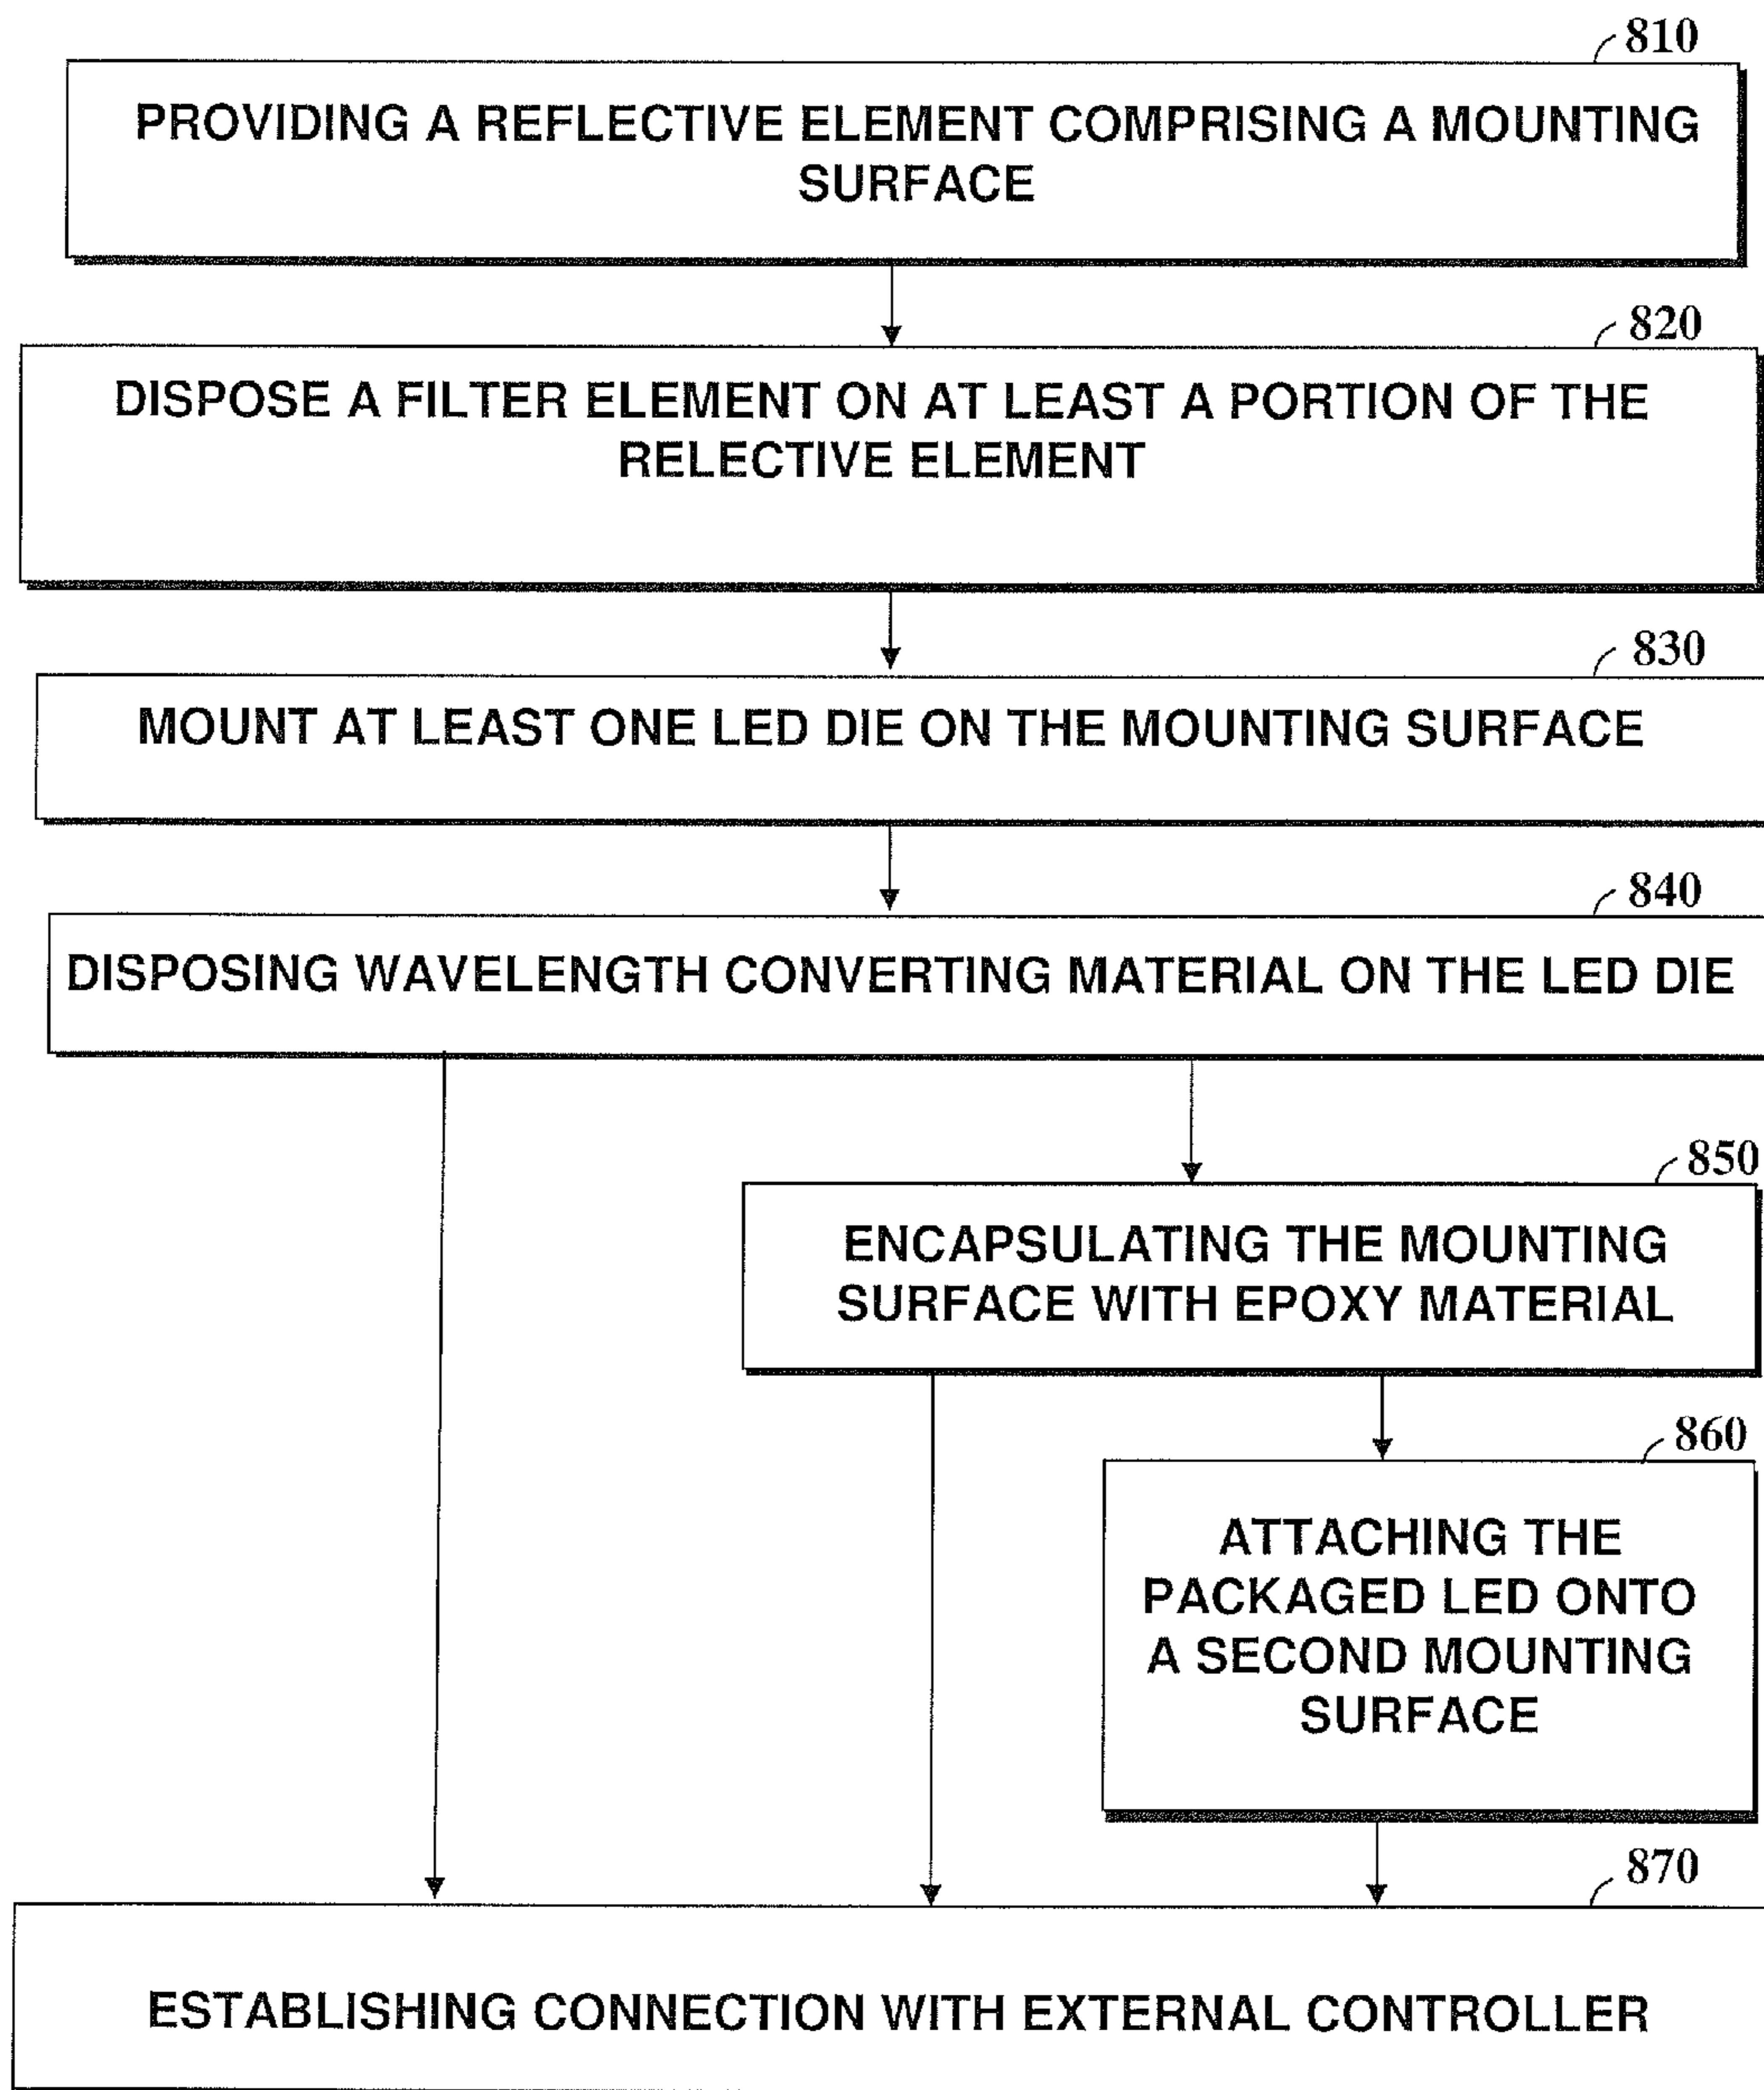 810
PROVIDING A REFLECTIVE ELEMENT COMPRISING A MOUNTING
SURFACE
820
DISPOSE A FILTER ELEMENT ON AT LEAST A PORTION OF THE
RELECTIVE ELEMENT
830
MOUNT AT LEAST ONE LED DIE ON THE MOUNTING SURFACE
840
DISPOSING WAVELENGTH CONVERTING MATERIAL ON THE LED DIE
850
ENCAPSULATING THE MOUNTING
SURFACE WITH EPOXY MATERIAL
860
ATTACHING THE
PACKAGED LED ONTO
A SECOND MOUNTING
SURFACE
870
ESTABLISHING CONNECTION WITH EXTERNAL CONTROLLER